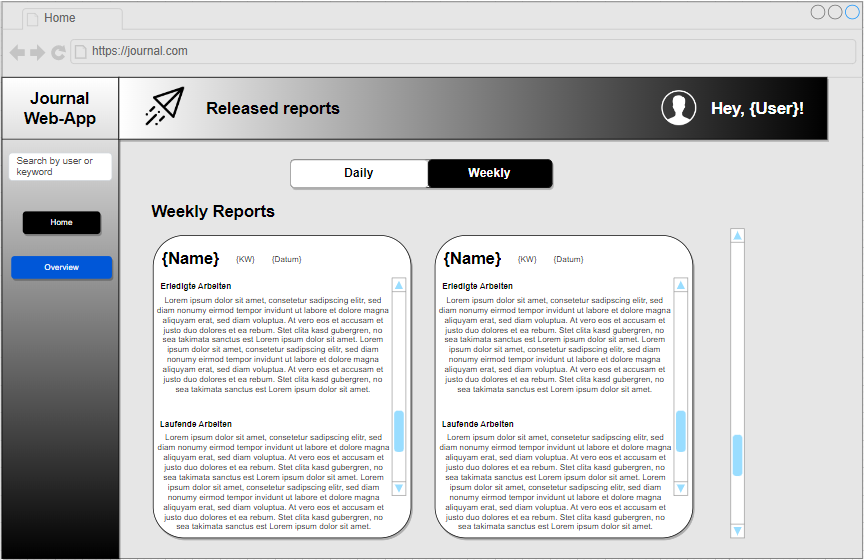 Home
https://journal.com
Journal
Web-App
Released reports
Hey, {User}!
Search by user or
keyword
Home
Overview
Daily
Weekly
Weekly Reports
{Name} {KW} {Datum}
Erledigte Arbeiten
Lorem ipsum dolor sit amet, consetetur sadipscing elitr, sed
diam nonumy eirmod tempor invidunt ut labore et dolore magna
aliquyam erat, sed diam voluptua. At vero eos et accusam et
justo duo dolores et ea rebum. Stet clita kasd gubergren, no
sea takimata sanctus est Lorem ipsum dolor sit amet. Lorem
ipsum dolor sit amet, consetetur sadipscing elitr, sed diam
nonumy eirmod tempor invidunt ut labore et dolore magna
aliquyam erat, sed diam voluptua. At vero eos et accusam et
justo duo dolores et ea rebum. Stet clita kasd gubergren, no
sea takimata sanctus est Lorem ipsum dolor sit amet.
Laufende Arbeiten
Lorem ipsum dolor sit amet, consetetur sadipscing elitr, sed
diam nonumy eirmod tempor invidunt ut labore et dolore magna
aliquyam erat, sed diam voluptua. At vero eos et accusam et
justo duo dolores et ea rebum. Stet clita kasd gubergren, no
sea takimata sanctus est Lorem ipsum dolor sit amet. Lorem
ipsum dolor sit amet, consetetur sadipscing elitr, sed diam
nonumy eirmod tempor invidunt ut labore et dolore magna
aliquyam erat, sed diam voluptua. At vero eos et accusam et
justo duo dolores et ea rebum. Stet clita kasd gubergren, no
sea takimata sanctus est Lorem ipsum dolor sit amet.
{Name} {KW} {Datum}
Erledigte Arbeiten
Lorem ipsum dolor sit amet, consetetur sadipscing elitr, sed
diam nonumy eirmod tempor invidunt ut labore et dolore magna
aliquyam erat, sed diam voluptua. At vero eos et accusam et
justo duo dolores et ea rebum. Stet clita kasd gubergren, no
sea takimata sanctus est Lorem ipsum dolor sit amet. Lorem
ipsum dolor sit amet, consetetur sadipscing elitr, sed diam
nonumy eirmod tempor invidunt ut labore et dolore magna
aliquyam erat, sed diam voluptua. At vero eos et accusam et
justo duo dolores et ea rebum. Stet clita kasd gubergren, no
sea takimata sanctus est Lorem ipsum dolor sit amet.
Laufende Arbeiten
Lorem ipsum dolor sit amet, consetetur sadipscing elitr, sed
diam nonumy eirmod tempor invidunt ut labore et dolore magna
aliquyam erat, sed diam voluptua. At vero eos et accusam et
justo duo dolores et ea rebum. Stet clita kasd gubergren, no
sea takimata sanctus est Lorem ipsum dolor sit amet. Lorem
ipsum dolor sit amet, consetetur sadipscing elitr, sed diam
nonumy eirmod tempor invidunt ut labore et dolore magna
aliquyam erat, sed diam voluptua. At vero eos et accusam et
justo duo dolores et ea rebum. Stet clita kasd gubergren, no
sea takimata sanctus est Lorem ipsum dolor sit amet.